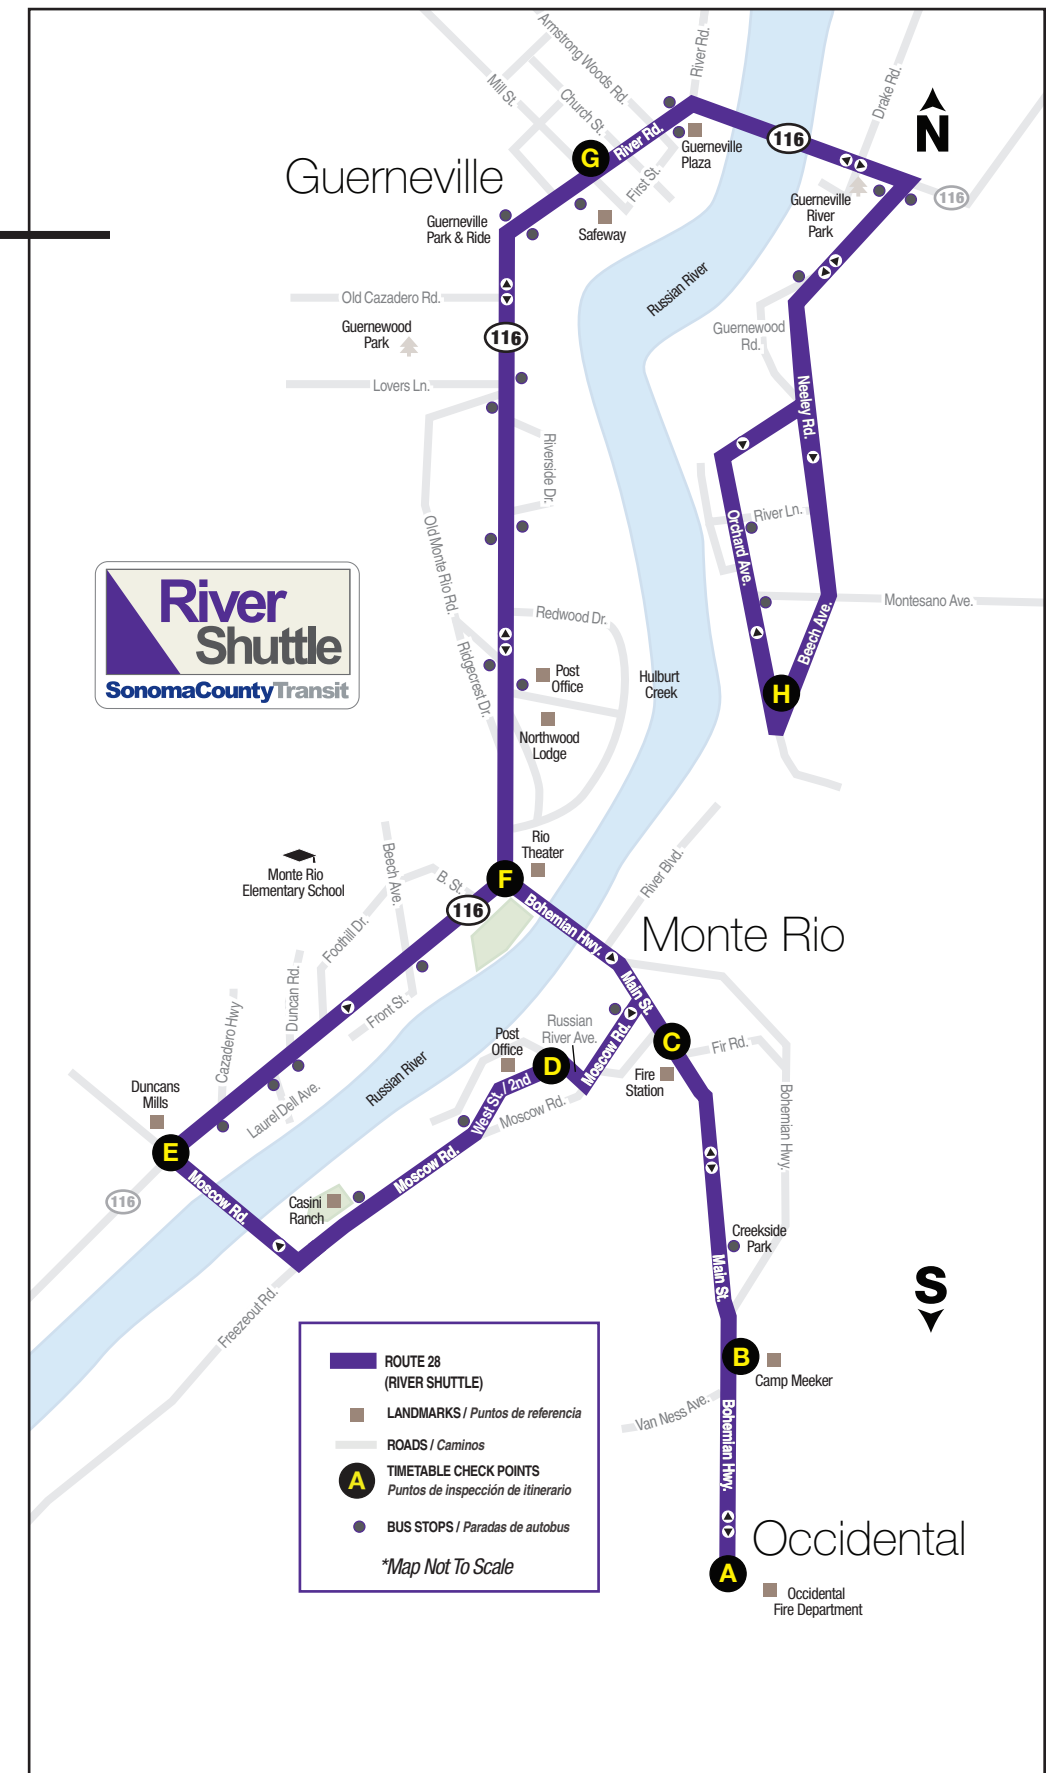 Armstrong Woods Rd.
River Rd.
Mill St.
Church St.
Drake Rd.
N
116
River Rd.
G
Guerneville
Plaza
First St.
Guerneville
116
Guerneville
River
Park
Guerneville
Park & Ride
Safeway
Russian River
Old Cazadero Rd.
Guernewood
Park
116
Guernewood
Rd.
Lovers Ln.
Neeley Rd.
Riverside Dr.
Old Monte Rio Rd.
River Ln.
Orchard Ave.
River
Shuttle
SonomaCountyTransit
Redwood Dr.
Montesano Ave.
Beech Ave.
Ridgecrest Dr.
Post
Office
Hulburt
Creek
H
Northwood
Lodge
Rio
Theater
Beech Ave.
Monte Rio
Elementary School
B. St.
F
River Blvd.
116
Bohemian Hwy.
Monte Rio
Foothill Dr.
Duncan Rd.
Main St.
Front St.
Cazadero Hwy
Russian
River Ave.
Post
Office
C
Fir Rd.
Moscow Rd.
D
Fire
Station
Russian River
Duncans
Mills
Laurel Dell Ave.
West St. / 2nd
Moscow Rd.
Bohemian Hwy.
E
Moscow Rd.
Moscow Rd.
116
Casini
Ranch
Creekside
Park
Main St.
S
Freezeout Rd.
B
Camp Meeker
Van Ness Ave.
Bohemian Hwy.
ROUTE 28
(RIVER SHUTTLE)
LANDMARKS / Puntos de referencia
ROADS / Caminos
A
TIMETABLE CHECK POINTS
Puntos de inspección de itinerario
BUS STOPS / Paradas de autobus
*Map Not To Scale
Occidental
A
Occidental
Fire Department